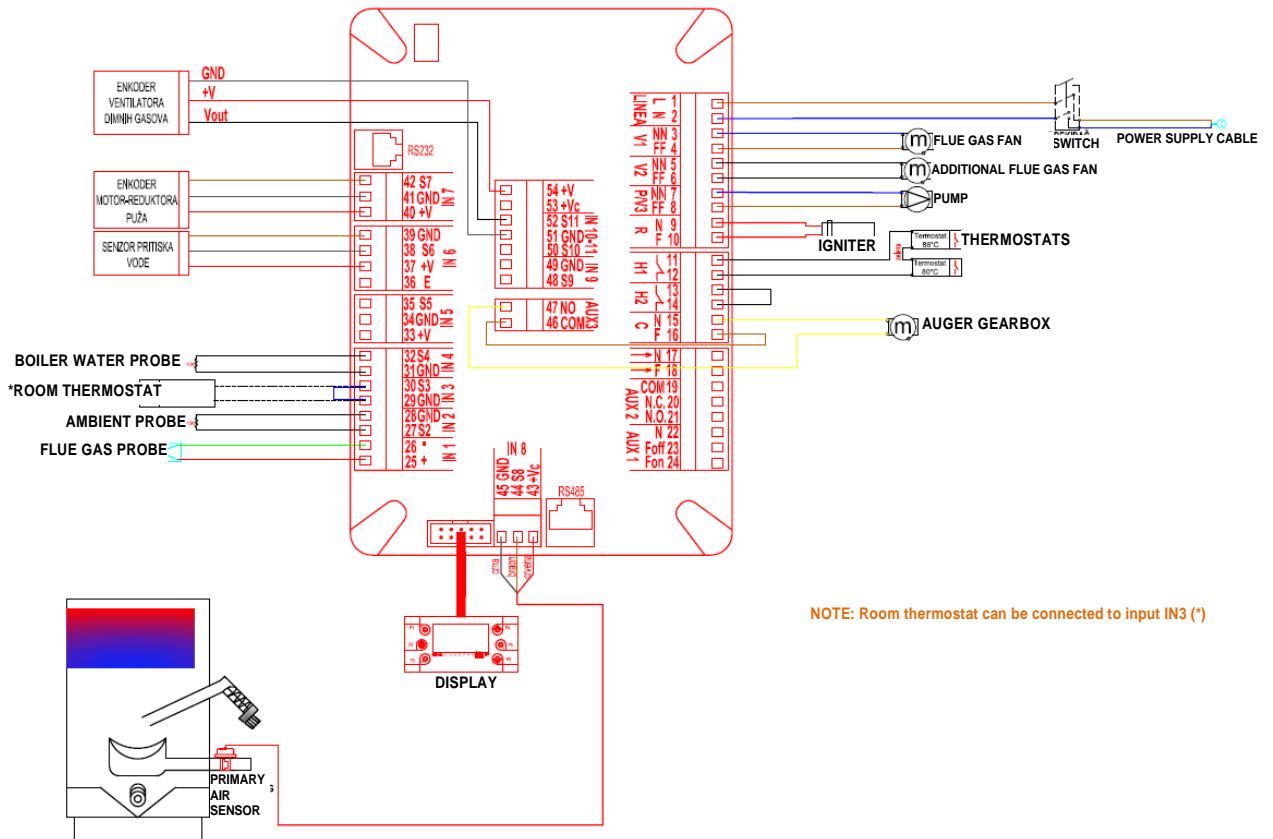 ENKODER
VENTILATORA
DIMNIH GASOVA
GND
+V
Vout
ENKODER
MOTOR-REDUKTORA
PUŽA
SENZOR PRITISKA
VODE
BOILER WATER PROBE
*ROOM THERMOSTAT
AMBIENT PROBE
FLUE GAS PROBE
RS232
42 S7
41 GND
40 +V
IN 7
39 GND
38 S6
37 +V
36 E
IN 6
35 S5
34 GND
33 +V
IN 5
32 S4
31 GND
IN 4
30 S3
29 GND
IN 3
28 GND
27 S2
IN 2
26 -
25 +
IN 1
54 +V
53 +Vc
52 S11
51 GND
50 S10
49 GND
48 S9
IN 10-11
IN 9
47 NO
46 COM
AUX3
LINEA
L 1
N 2
V1
NN 3
FF 4
V2
NN 5
FF 6
P/V3
NN 7
FF 8
R
N 9
F 10
H1
11
12
H2
13
14
C
N 15
F 16
N 17
F 18
AUX 2
COM 19
N.C. 20
N.O. 21
AUX 1
N 22
Foff 23
Fon 24
IN 8
45 GND
44 S8
43 +Vc
RS485
crna
braon
crvena
SWITCH
POWER SUPPLY CABLE
FLUE GAS FAN
ADDITIONAL FLUE GAS FAN
PUMP
IGNITER
THERMOSTATS
Termostat
Termostat
80°C
AUGER GEARBOX
NOTE: Room thermostat can be connected to input IN3 (*)
DISPLAY
PRIMARY
AIR
SENSOR